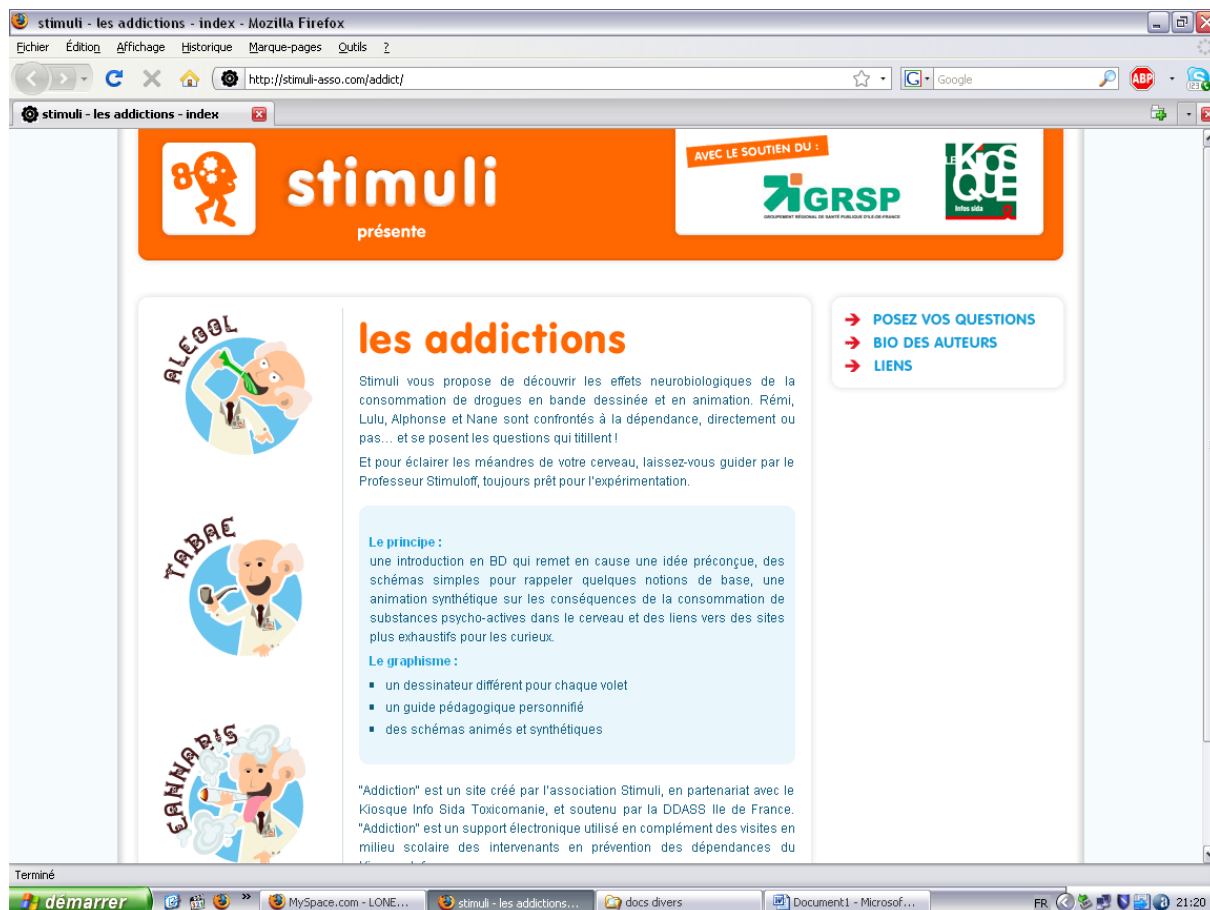 stimuli - les addictions - index - Mozilla Firefox
Fichier Édition Affichage Historique Marque-pages Outils ?
http://stimuli-asso.com/addict/
Google
ABP
stimuli - les addictions - index
stimuli
présente
AVEC LE SOUTIEN DU :
GRSP
GROUPEMENT RÉGIONAL DE SANTÉ PUBLIQUE D'ILE-DE-FRANCE
LE KIOSQUE
Infos sida
ALCOOL
TABAC
CANNABIS
les addictions
Stimuli vous propose de découvrir les effets neurobiologiques de la
consommation de drogues en bande dessinée et en animation. Rémi,
Lulu, Alphonse et Nane sont confrontés à la dépendance, directement ou
pas... et se posent les questions qui titillent !
Et pour éclairer les méandres de votre cerveau, laissez-vous guider par le
Professeur Stimuloff, toujours prêt pour l'expérimentation.
Le principe :
une introduction en BD qui remet en cause une idée préconçue, des
schémas simples pour rappeler quelques notions de base, une
animation synthétique sur les conséquences de la consommation de
substances psycho-actives dans le cerveau et des liens vers des sites
plus exhaustifs pour les curieux.
Le graphisme :
un dessinateur différent pour chaque volet
un guide pédagogique personnifié
des schémas animés et synthétiques
"Addiction" est un site créé par l'association Stimuli, en partenariat avec le
Kiosque Info Sida Toxicomanie, et soutenu par la DDASS Ile de France.
"Addiction" est un support électronique utilisé en complément des visites en
milieu scolaire des intervenants en prévention des dépendances du
POSEZ VOS QUESTIONS
BIO DES AUTEURS
LIENS
Terminé
démarrer
MySpace.com - LONE...
stimuli - les addictions...
docs divers
Document1 - Microsof...
FR
21:20